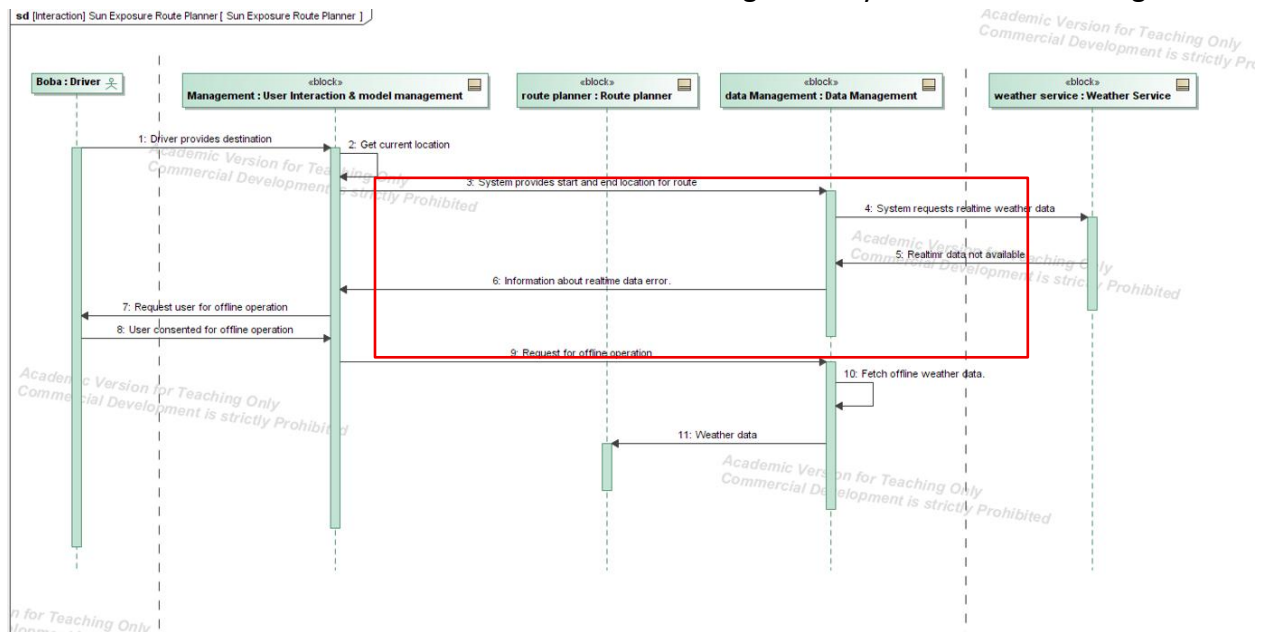 sd [Interaction] Sun Exposure Route Planner [ Sun Exposure Route Planner ]
Academic Version for Teaching Only
Commercial Development is strictly
Boba : Driver
«block»
Management : User Interaction & model management
«block»
route planner : Route planner
«block»
data Management : Data Management
«block»
weather service : Weather Service
1: Driver provides destination
2: Get current location
Academic Version for Teaching Only
Commercial Development is strictly Prohibited
3: System provides start and end location for route
4: System requests realtime weather data
Academic Version for Teaching Only
Commercial Development is strictly Prohibited
5: Realtimr data not available
6: Information about realtime data error.
7: Request user for offline operation
8: User consented for offline operation
9: Request for offline operation
10: Fetch offline weather data.
Academic Version for Teaching Only
Commercial Development is strictly Prohibited
11: Weather data
Academic Version for Teaching Only
Commercial Development is strictly Prohibited
for Teaching Only